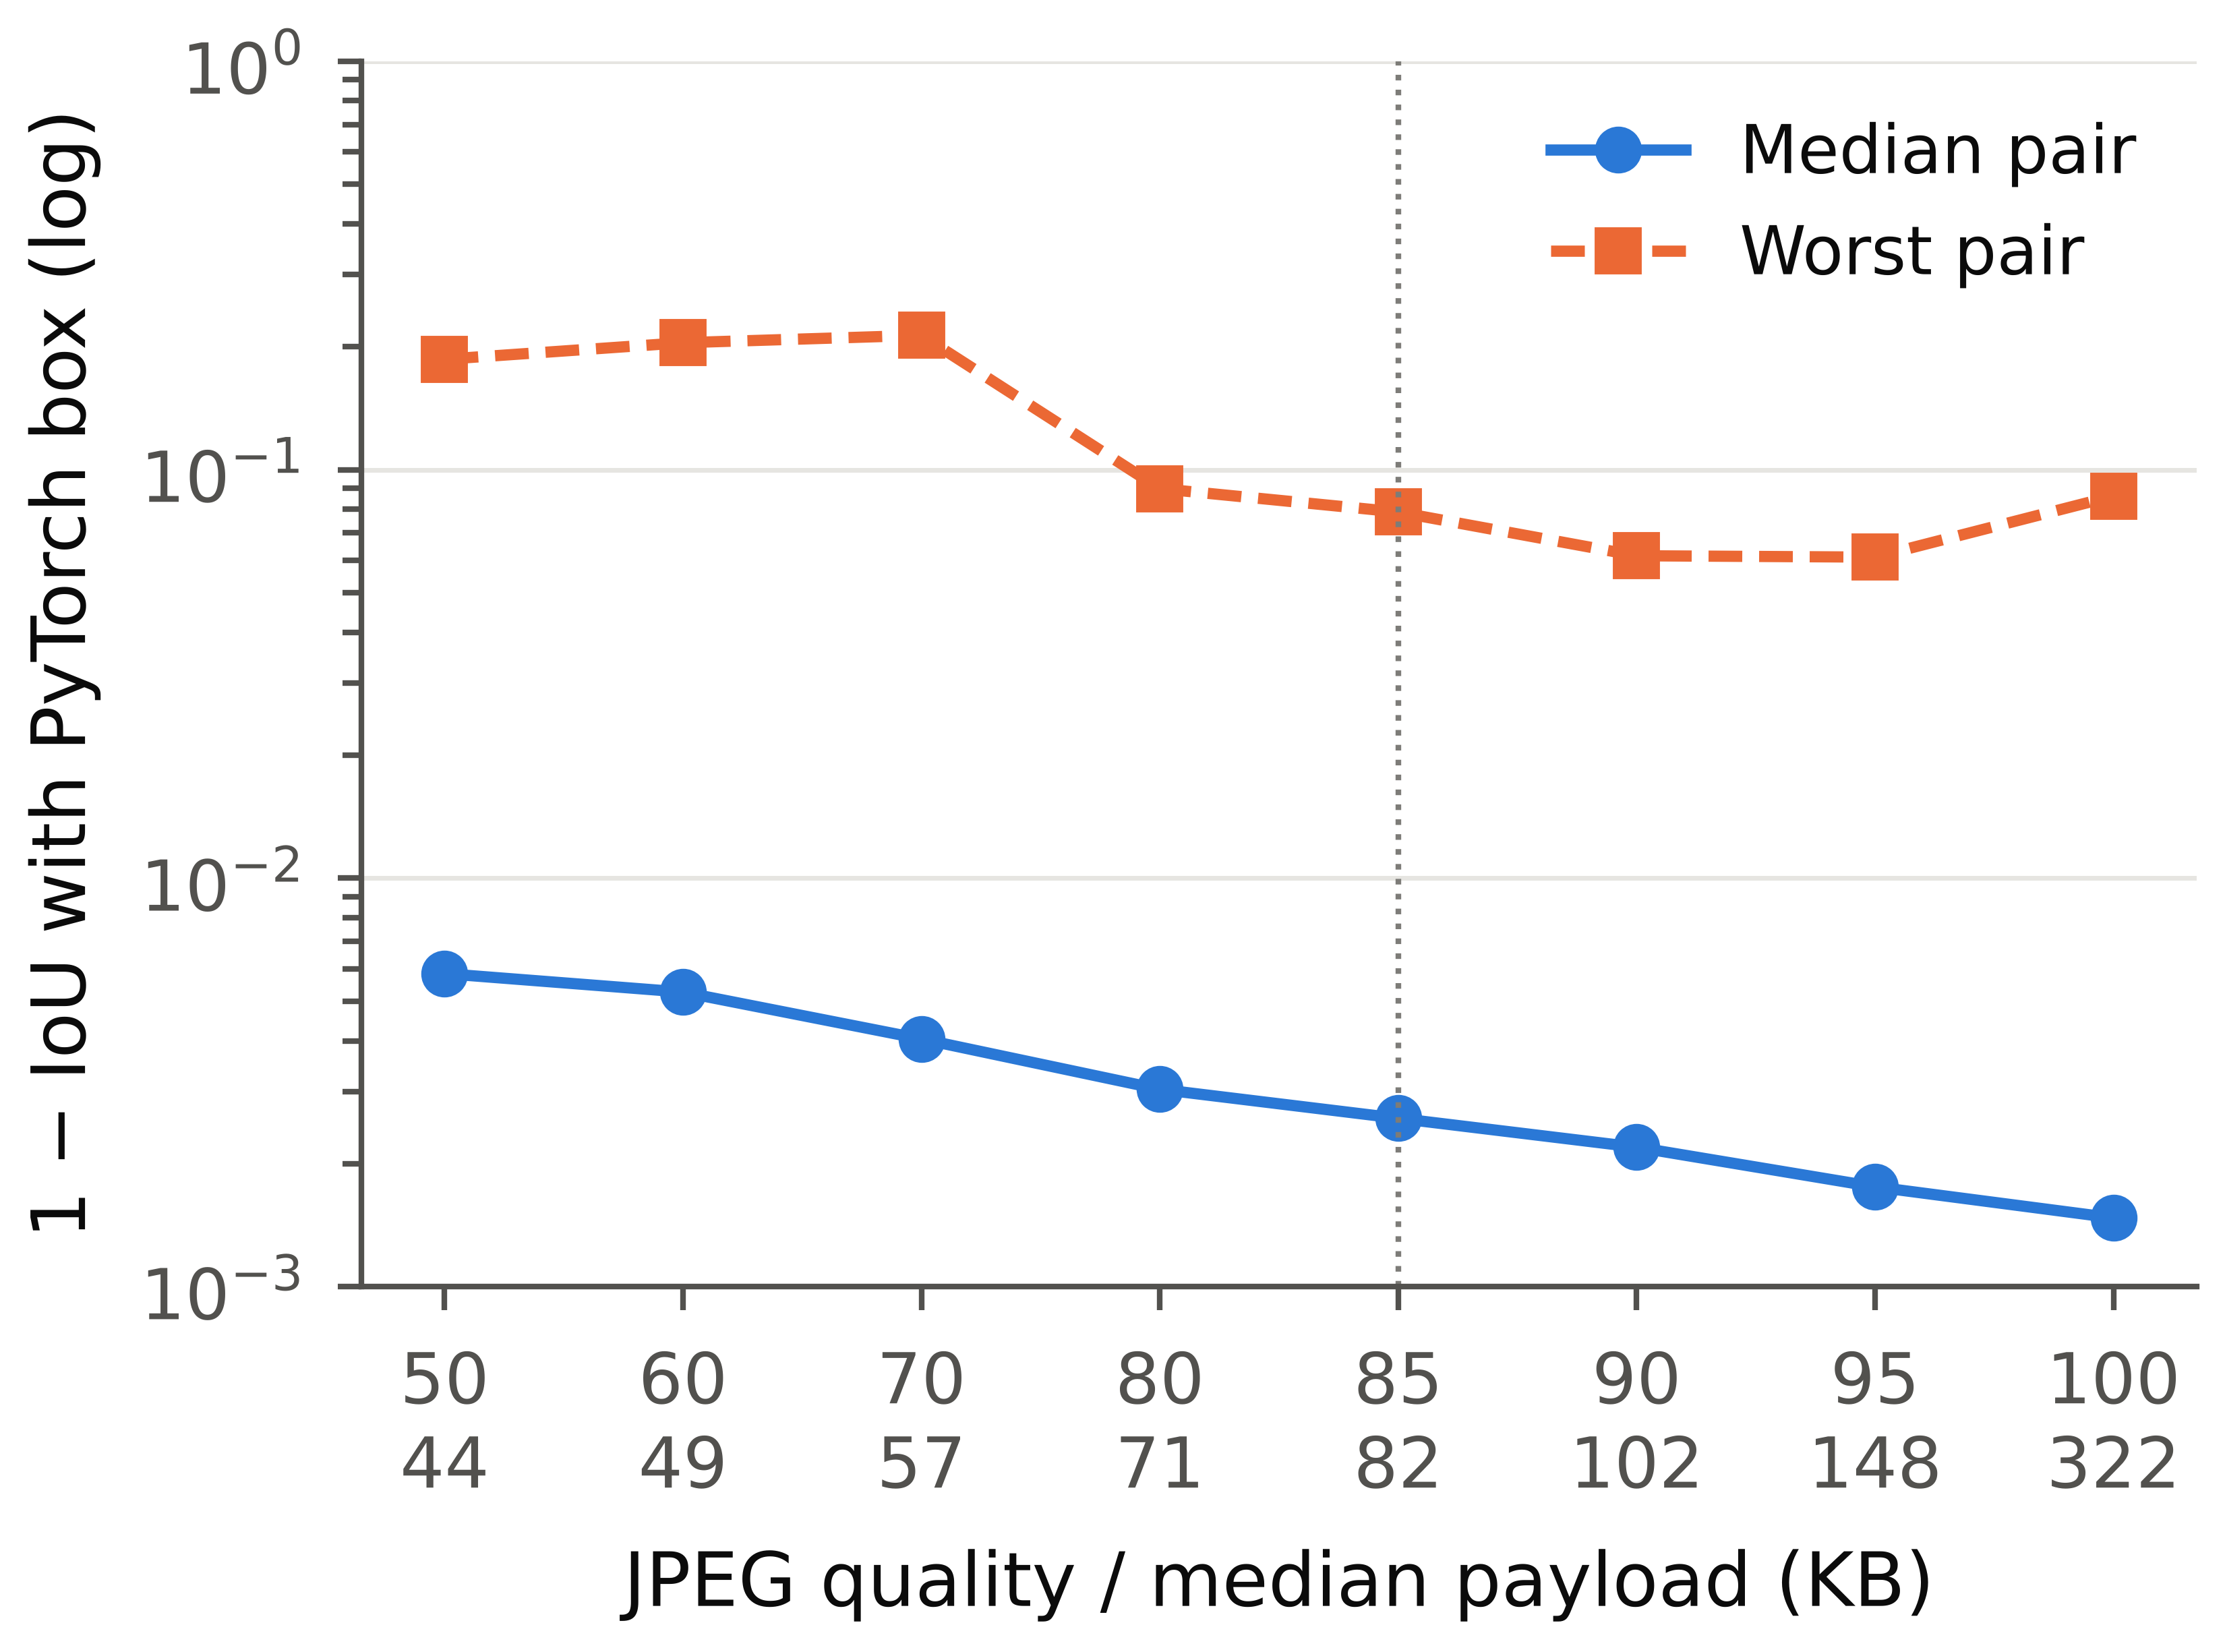 1 − IoU with PyTorch box (log)
10⁰
10⁻¹
10⁻²
10⁻³
Median pair
Worst pair
50 60 70 80 85 90 95 100
44 49 57 71 82 102 148 322
JPEG quality / median payload (KB)